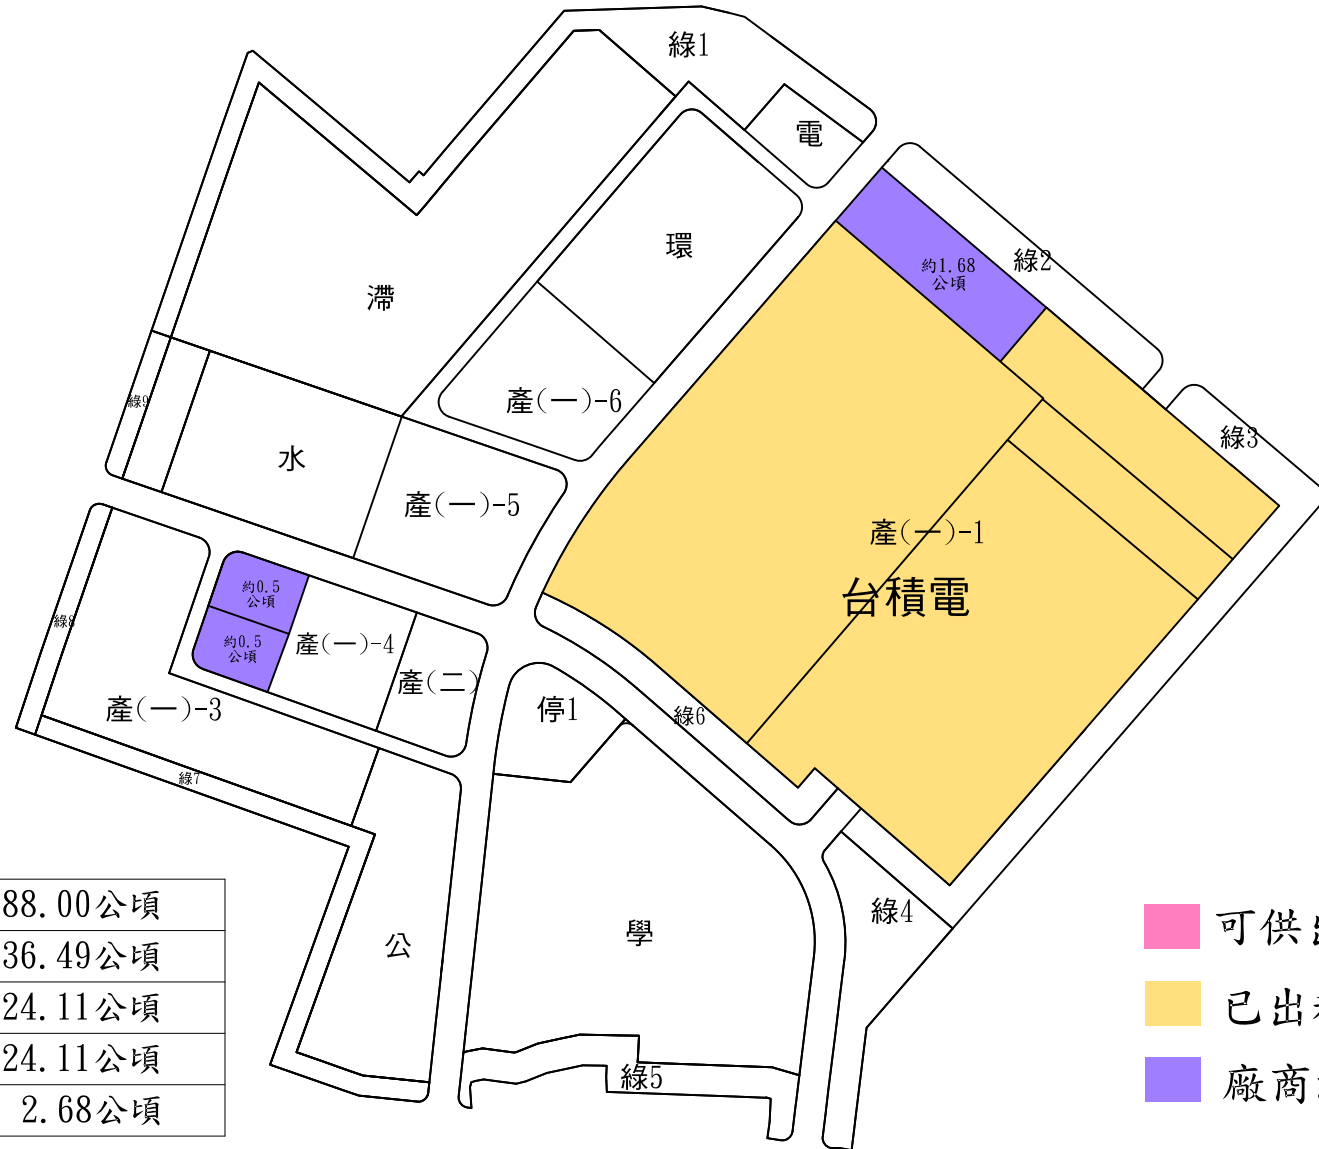 綠1
電
環
綠2
約1.68
公頃
滯
綠9
產(一)-6
綠3
水
產(一)-5
產(一)-1
台積電
約0.5
公頃
約0.5
公頃
產(一)-4
產(二)
綠8
產(一)-3
停1
綠6
綠7
公
學
綠4
綠5
88.00公頃
36.49公頃
24.11公頃
24.11公頃
2.68公頃
可供
已出
廠商